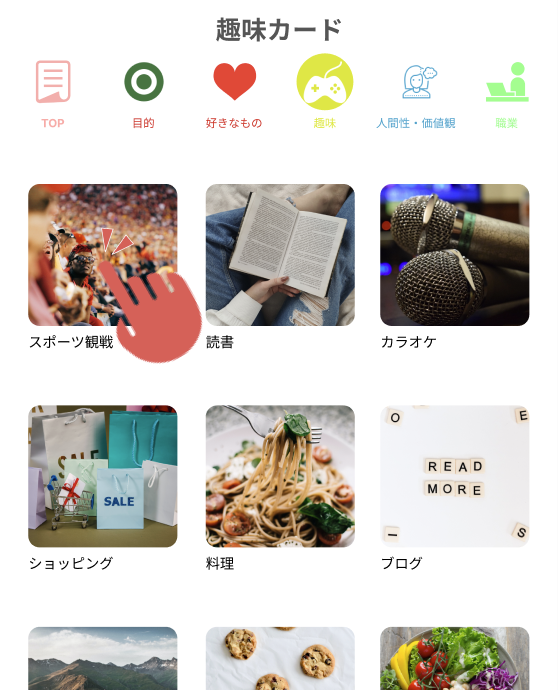 趣味カード
TOP
目的
好きなもの
趣味
人間性・価値観
職業
スポーツ観戦
読書
カラオケ
SALE
SALE
O
E
READ
MORE
I
S
ショッピング
料理
ブログ